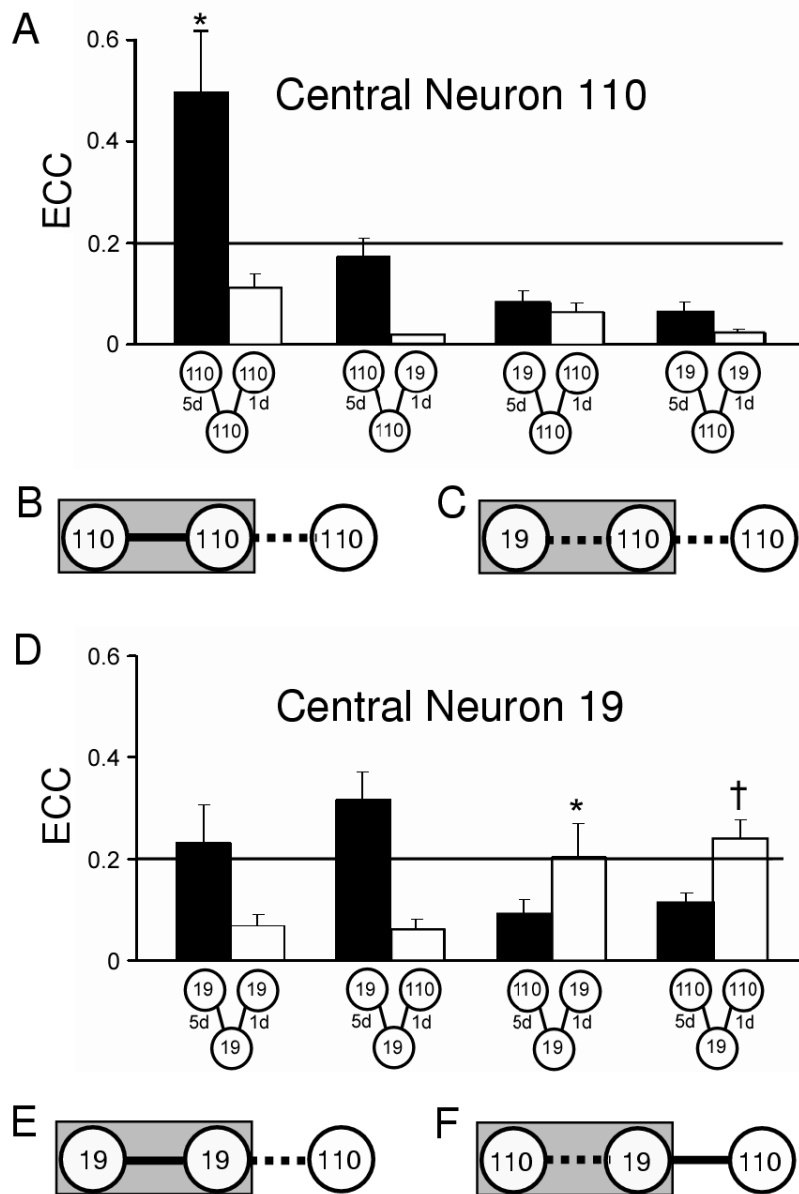 A
0.6
*
Central Neuron 110
0.4
ECC
0.2
0
110 110 110 19 19 110 19 19
5d 1d 5d 1d 5d 1d 5d 1d
110 110 110 110
B
110 110 110
C
19 110 110
D
0.6
Central Neuron 19
0.4
ECC
* †
0.2
0
19 19 19 110 110 19 110 110
5d 1d 5d 1d 5d 1d 5d 1d
19 19 19 19
E
19 19 110
F
110 19 110